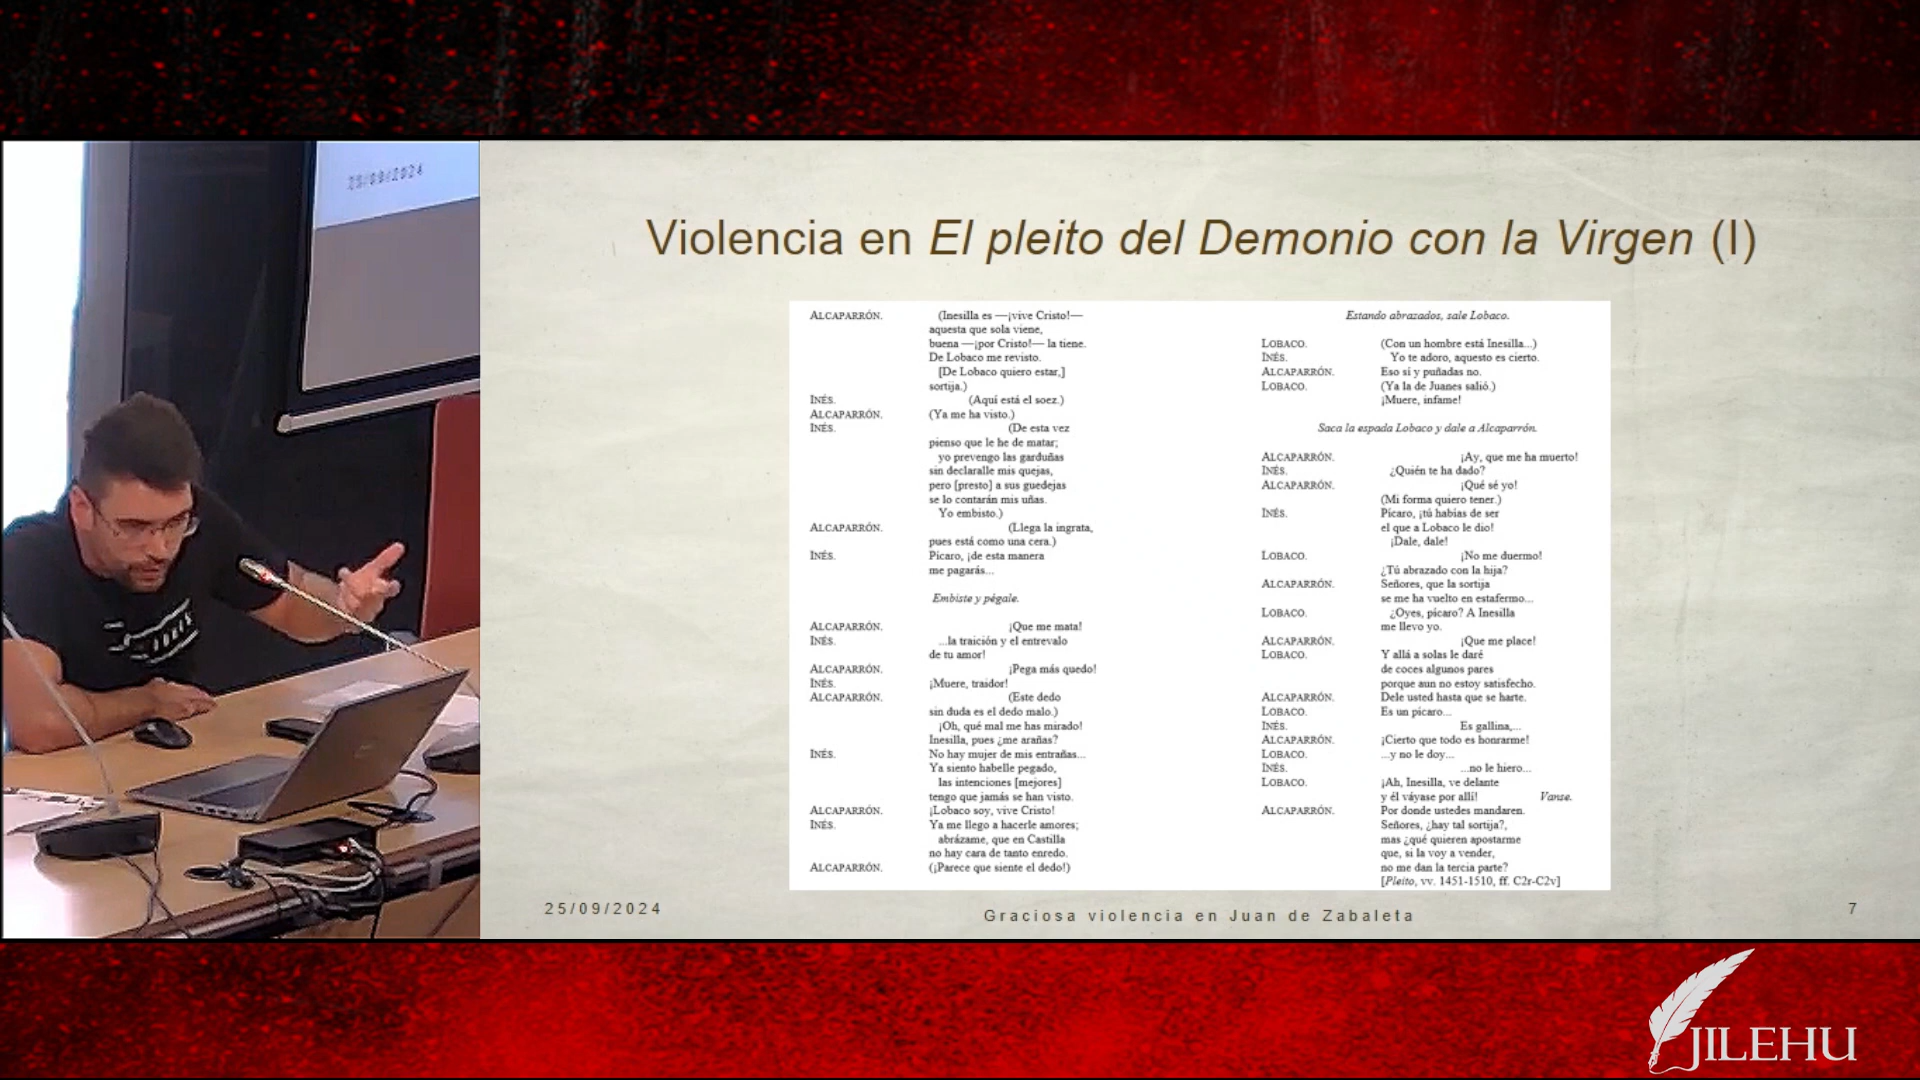 25/09/2024
Violencia en El pleito del Demonio con la Virgen (I)
ALCAPARRÓN. (Inesilla es —¡vive Cristo!—
aquesta que sola viene,
buena —¡por Cristo!— la tiene.
De Lobaco me revisto.
[De Lobaco quiero estar,]
sortija.)
INÉS. (Aquí está el soez.)
ALCAPARRÓN. (Ya me ha visto.)
INÉS. (De esta vez
pienso que le he de matar;
yo prevengo las garduñas
sin declaralle mis quejas,
pero [presto] a sus guedejas
se lo contarán mis uñas.
Yo embisto.)
ALCAPARRÓN. (Llega la ingrata,
pues está como una cera.)
INÉS. Pícaro, ¡de esta manera
me pagarás...
Embiste y pégale.
ALCAPARRÓN. ¡Que me mata!
INÉS. ...la traición y el entrevalo
de tu amor!
ALCAPARRÓN. ¡Pega más quedo!
INÉS. ¡Muere, traidor!
ALCAPARRÓN. (Este dedo
sin duda es el dedo malo.)
¡Oh, qué mal me has mirado!
Inesilla, pues ¿me arañas?
INÉS. No hay mujer de mis entrañas...
Ya siento habelle pegado,
las intenciones [mejores]
tengo que jamás se han visto.
ALCAPARRÓN. ¡Lobaco soy, vive Cristo!
INÉS. Ya me llego a hacerle amores;
abrázame, que en Castilla
no hay cara de tanto enredo.
ALCAPARRÓN. (¡Parece que siente el dedo!)
Estando abrazados, sale Lobaco.
LOBACO. (Con un hombre está Inesilla...)
INÉS. Yo te adoro, aquesto es cierto.
ALCAPARRÓN. Eso sí y puñadas no.
LOBACO. (Ya la de Juanes salió.)
¡Muere, infame!
Saca la espada Lobaco y dale a Alcaparrón.
ALCAPARRÓN. ¡Ay, que me ha muerto!
INÉS. ¿Quién te ha dado?
ALCAPARRÓN. ¡Qué sé yo!
(Mi forma quiero tener.)
INÉS. Pícaro, ¡tú habías de ser
el que a Lobaco le dio!
¡Dale, dale!
LOBACO. ¡No me duermo!
¿Tú abrazado con la hija?
ALCAPARRÓN. Señores, que la sortija
se me ha vuelto en estafermo...
LOBACO. ¿Oyes, pícaro? A Inesilla
me llevo yo.
ALCAPARRÓN. ¡Que me place!
LOBACO. Y allá a solas le daré
de coces algunos pares
porque aun no estoy satisfecho.
ALCAPARRÓN. Dele usted hasta que se harte.
LOBACO. Es un pícaro...
INÉS. Es gallina,...
ALCAPARRÓN. ¡Cierto que todo es honrarme!
LOBACO. ...y no le doy...
INÉS. ...no le hiero...
LOBACO. ¡Ah, Inesilla, ve delante
y él váyase por allí! Vanse.
ALCAPARRÓN. Por donde ustedes mandaren.
Señores, ¿hay tal sortija?,
mas ¿qué quieren apostarme
que, si la voy a vender,
no me dan la tercia parte?
[Pleito, vv. 1451-1510, ff. C2r-C2v]
25/09/2024
Graciosa violencia en Juan de Zabaleta
7
JILEHU